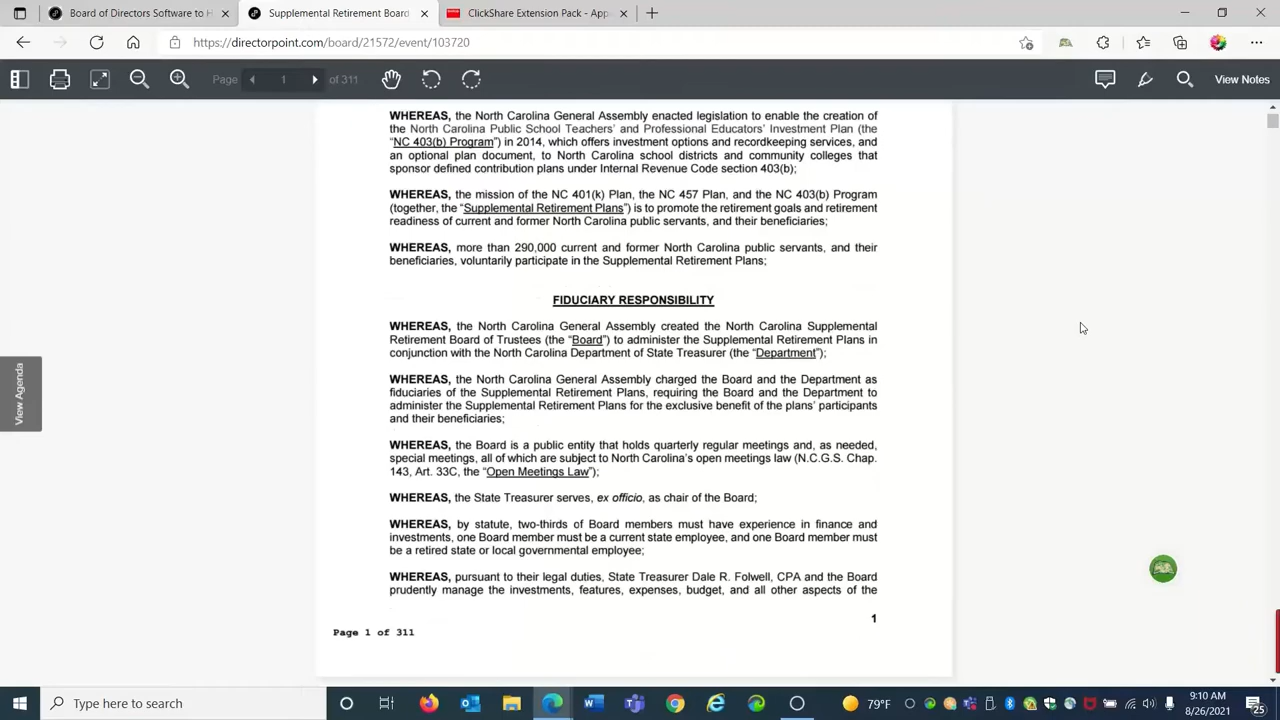 Board of Directors Software to H
Supplemental Retirement Board
ClickShare Extension Pack - App
https://directorpoint.com/board/21572/event/103720
Page 1 of 311
View Notes
WHEREAS, the North Carolina General Assembly enacted legislation to enable the creation of
the North Carolina Public School Teachers' and Professional Educators' Investment Plan (the
"NC 403(b) Program") in 2014, which offers investment options and recordkeeping services, and
an optional plan document, to North Carolina school districts and community colleges that
sponsor defined contribution plans under Internal Revenue Code section 403(b);
WHEREAS, the mission of the NC 401(k) Plan, the NC 457 Plan, and the NC 403(b) Program
(together, the "Supplemental Retirement Plans") is to promote the retirement goals and retirement
readiness of current and former North Carolina public servants, and their beneficiaries;
WHEREAS, more than 290,000 current and former North Carolina public servants, and their
beneficiaries, voluntarily participate in the Supplemental Retirement Plans;
FIDUCIARY RESPONSIBILITY
WHEREAS, the North Carolina General Assembly created the North Carolina Supplemental
Retirement Board of Trustees (the "Board") to administer the Supplemental Retirement Plans in
conjunction with the North Carolina Department of State Treasurer (the "Department");
WHEREAS, the North Carolina General Assembly charged the Board and the Department as
fiduciaries of the Supplemental Retirement Plans, requiring the Board and the Department to
administer the Supplemental Retirement Plans for the exclusive benefit of the plans' participants
and their beneficiaries;
WHEREAS, the Board is a public entity that holds quarterly regular meetings and, as needed,
special meetings, all of which are subject to North Carolina's open meetings law (N.C.G.S. Chap.
143, Art. 33C, the "Open Meetings Law");
WHEREAS, the State Treasurer serves, ex officio, as chair of the Board;
WHEREAS, by statute, two-thirds of Board members must have experience in finance and
investments, one Board member must be a current state employee, and one Board member must
be a retired state or local governmental employee;
WHEREAS, pursuant to their legal duties, State Treasurer Dale R. Folwell, CPA and the Board
prudently manage the investments, features, expenses, budget, and all other aspects of the
1
Page 1 of 311
View Agenda
Type here to search
79°F
9:10 AM
8/26/2021
25